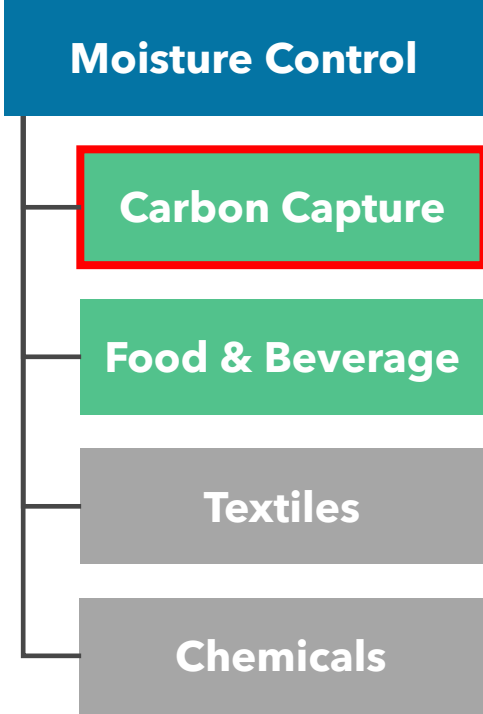 Moisture Control
Carbon Capture
Food & Beverage
Textiles
Chemicals